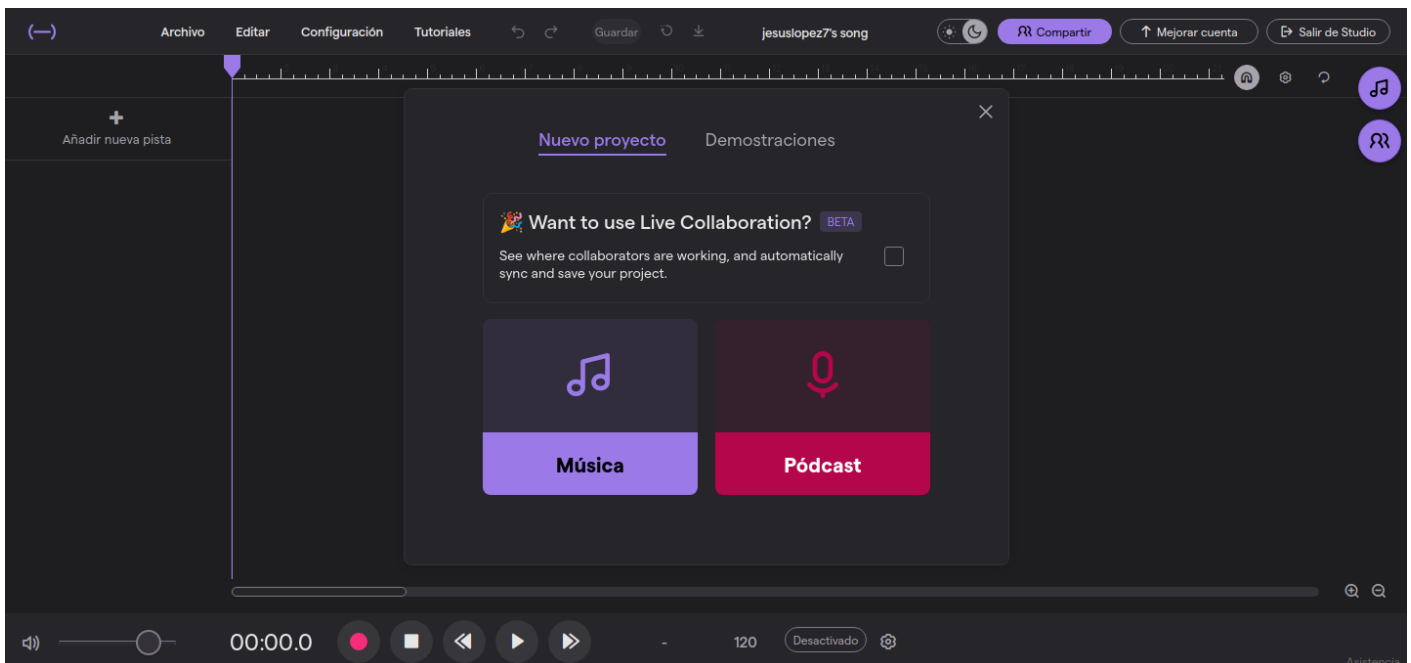 Archivo Editar Configuración Tutoriales Guardar jesuslopez7's song Compartir Mejorar cuenta Salir de Studio
Añadir nueva pista
Nuevo proyecto Demostraciones
🎉 Want to use Live Collaboration? BETA
See where collaborators are working, and automatically
sync and save your project.
Música Pódcast
00:00.0 - 120 Desactivado
Asistencia